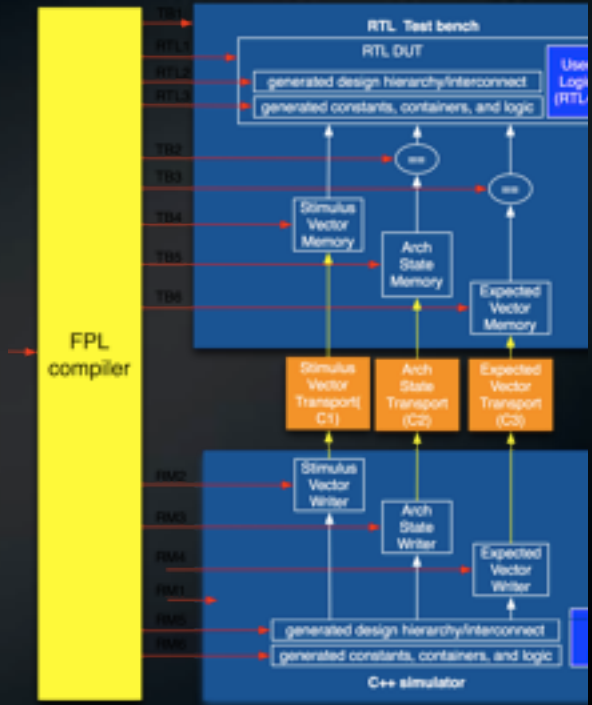 TB1
RTL Test bench
RTL1
RTL DUT
RTL2
generated design hierarchy/interconnect
RTL3
generated constants, containers, and logic
Use
Logi
(RTL
TB2
==
TB3
==
TB4
Stimulus
Vector
Memory
TB5
Arch
State
Memory
TB6
Expected
Vector
Memory
FPL
compiler
Stimulus
Vector
Transport(
C1)
Arch
State
Transport
(C2)
Expected
Vector
Transport
(C3)
RM2
Stimulus
Vector
Writer
RM3
Arch
State
Writer
RM4
Expected
Vector
Writer
RM1
RM5
generated design hierarchy/interconnect
RM6
generated constants, containers, and logic
C++ simulator